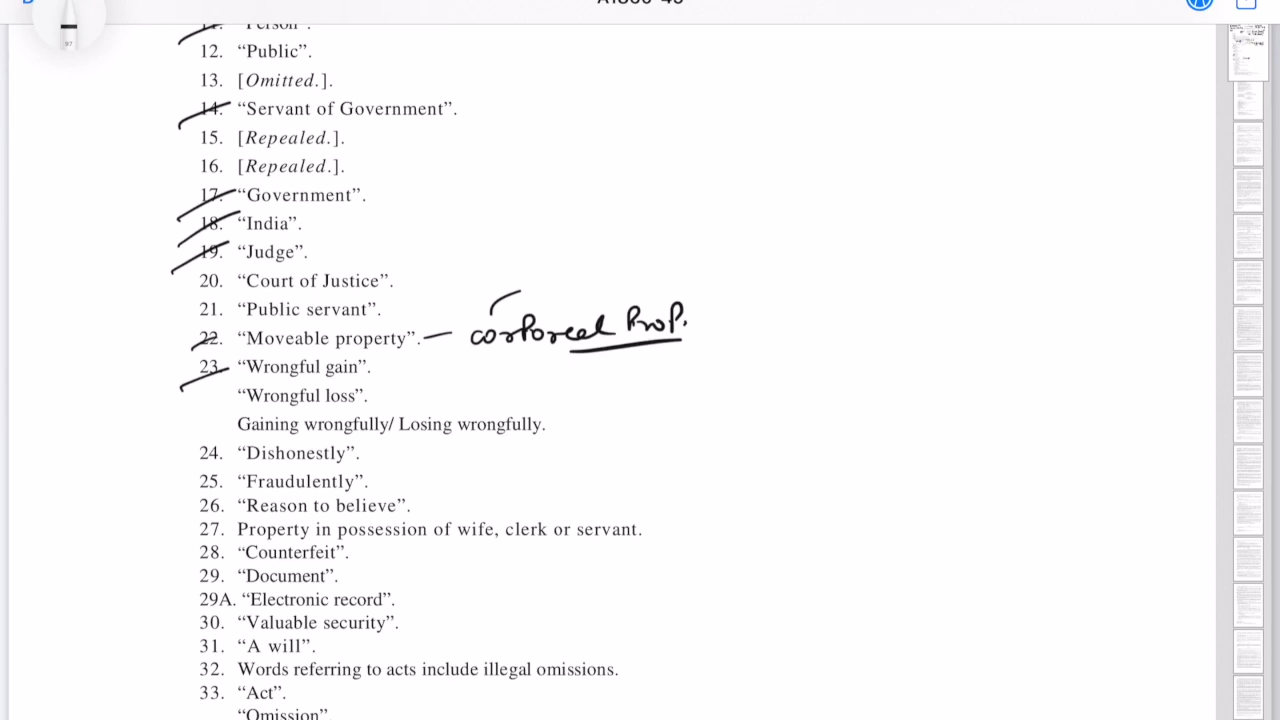 11. "Person".
12. “Public”.
13. [Omitted.].
14. “Servant of Government”.
15. [Repealed.].
16. [Repealed.].
17. “Government”.
18. “India”.
19. “Judge”.
20. “Court of Justice”.
21. “Public servant”.
22. “Moveable property”. — corporeal Prop.
23. “Wrongful gain”.
“Wrongful loss”.
Gaining wrongfully/ Losing wrongfully.
24. “Dishonestly”.
25. “Fraudulently”.
26. “Reason to believe”.
27. Property in possession of wife, clerk or servant.
28. “Counterfeit”.
29. “Document”.
29A. “Electronic record”.
30. “Valuable security”.
31. “A will”.
32. Words referring to acts include illegal omissions.
33. “Act”.
“Omission”.
97